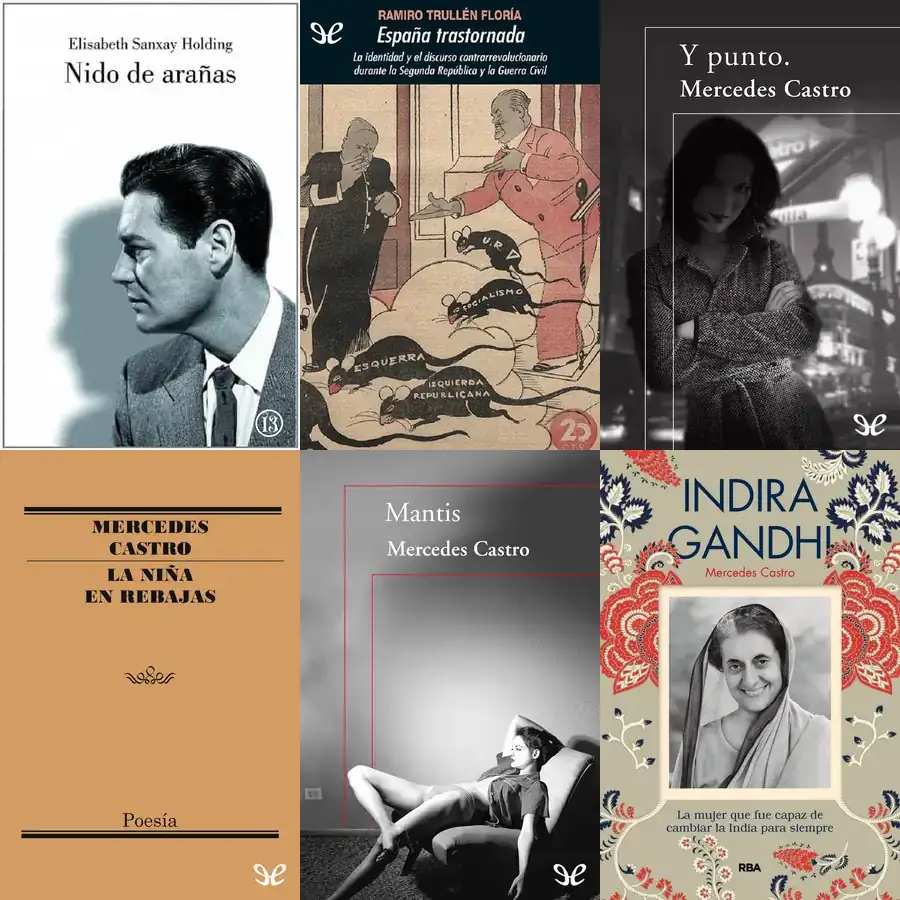 Elisabeth Sanxay Holding
Nido de arañas
13
RAMIRO TRULLÉN FLORÍA
España trastornada
La identidad y el discurso contrarrevolucionario
durante la Segunda República y la Guerra Civil
U.R.A
SOCIALISMO
ESQUERRA
IZQUIERDA
REPUBLICANA
25
Y punto.
Mercedes Castro
MERCEDES
CASTRO
LA NIÑA
EN REBAJAS
Poesía
Mantis
Mercedes Castro
INDIRA
GANDHI
Mercedes Castro
La mujer que fue capaz de
cambiar la India para siempre
RBA